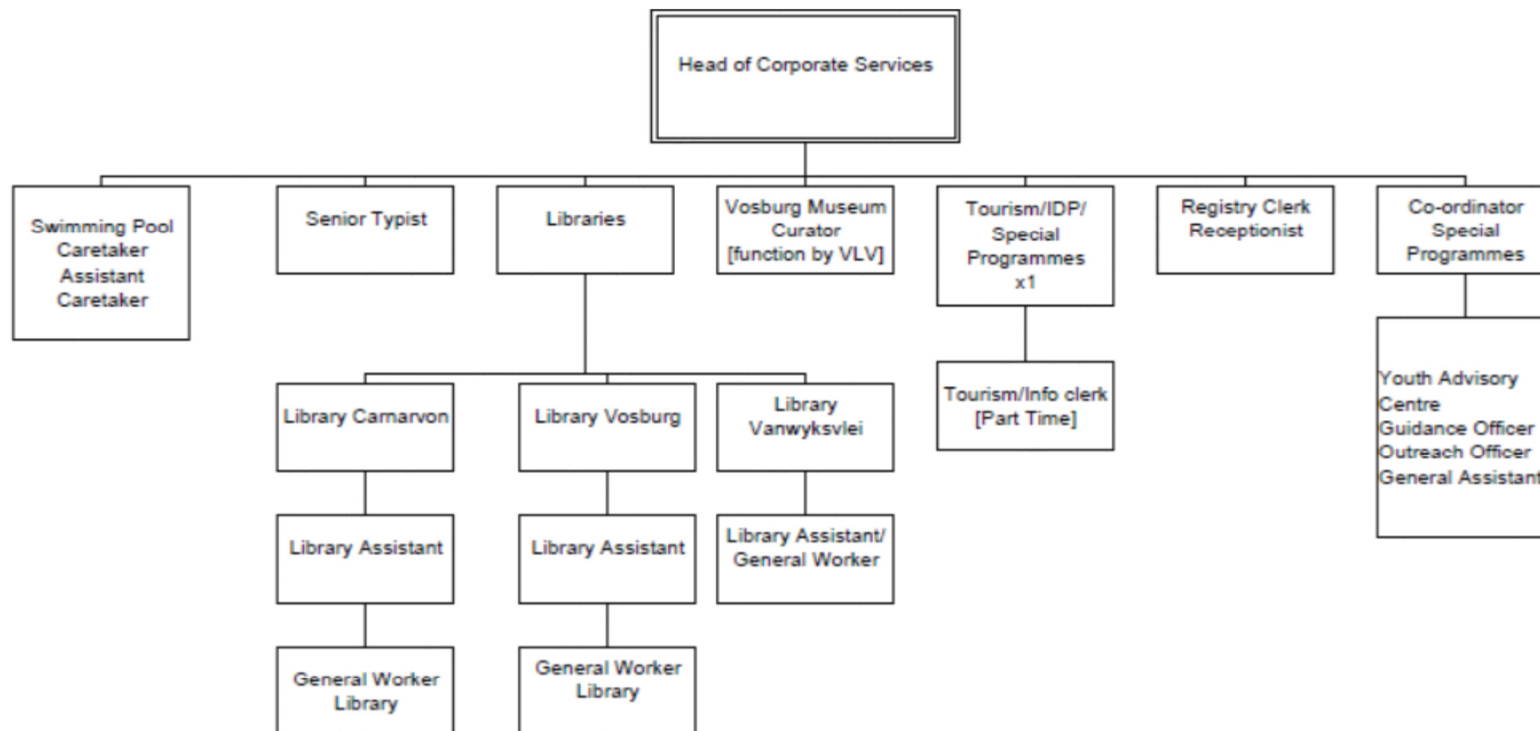 Head of Corporate Services
Swimming Pool
Caretaker
Assistant
Caretaker
Senior Typist
Libraries
Vosburg Museum
Curator
[function by VLV]
Tourism/IDP/
Special
Programmes
x1
Registry Clerk
Receptionist
Co-ordinator
Special
Programmes
Library Carnarvon
Library Vosburg
Library
Vanwyksvlei
Tourism/Info clerk
[Part Time]
Youth Advisory
Centre
Guidance Officer
Outreach Officer
General Assistant
Library Assistant
Library Assistant
Library Assistant/
General Worker
General Worker
Library
General Worker
Library